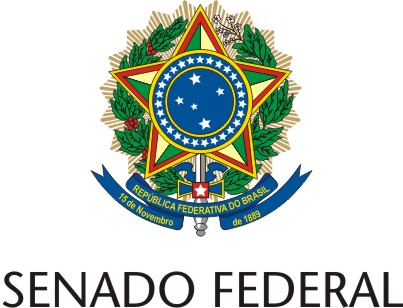 REPÚBLICA FEDERATIVA DO BRASIL
15 de Novembro
de 1889
SENADO FEDERAL